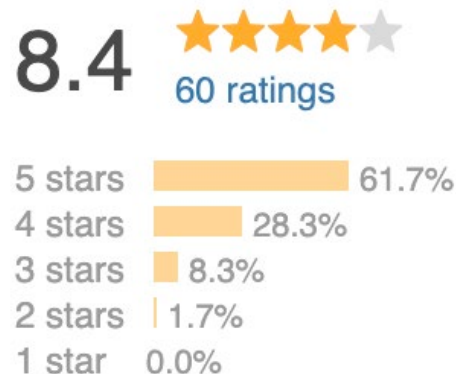 8.4
60 ratings
5 stars 61.7%
4 stars 28.3%
3 stars 8.3%
2 stars 1.7%
1 star 0.0%